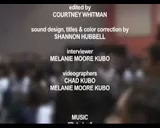 edited by
COURTNEY WHITMAN
sound design, titles & color correction by
SHANNON HUBBELL
interviewer
MELANIE MOORE KUBO
videographers
CHAD KUBO
MELANIE MOORE KUBO
MUSIC